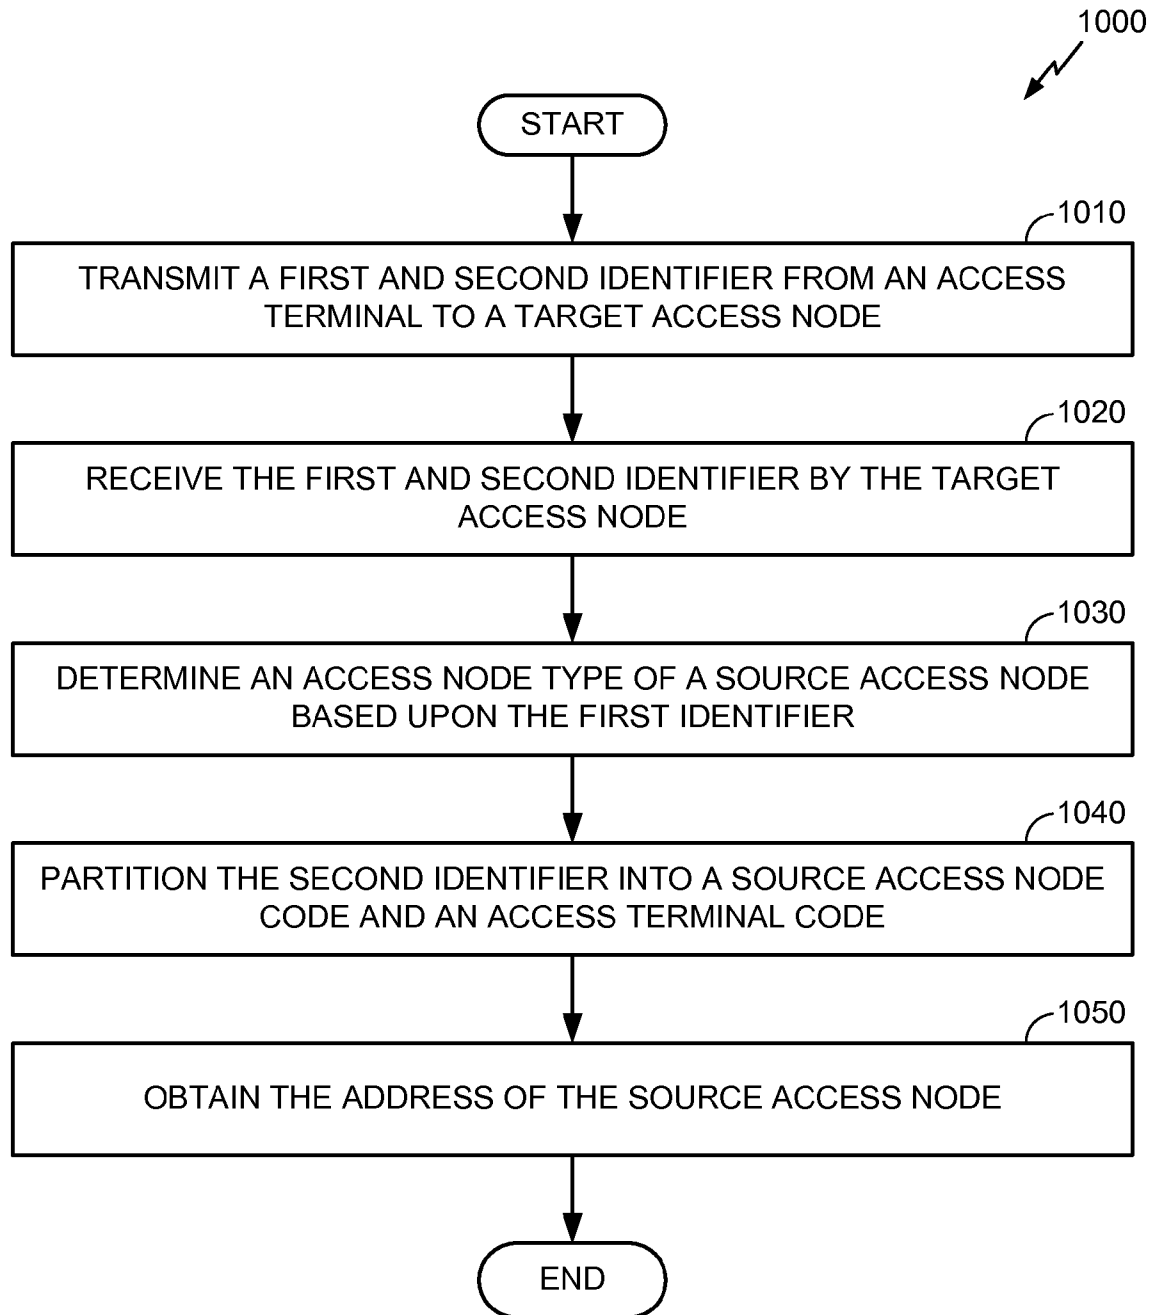 1000
START
1010
TRANSMIT A FIRST AND SECOND IDENTIFIER FROM AN ACCESS
TERMINAL TO A TARGET ACCESS NODE
1020
RECEIVE THE FIRST AND SECOND IDENTIFIER BY THE TARGET
ACCESS NODE
1030
DETERMINE AN ACCESS NODE TYPE OF A SOURCE ACCESS NODE
BASED UPON THE FIRST IDENTIFIER
1040
PARTITION THE SECOND IDENTIFIER INTO A SOURCE ACCESS NODE
CODE AND AN ACCESS TERMINAL CODE
1050
OBTAIN THE ADDRESS OF THE SOURCE ACCESS NODE
END